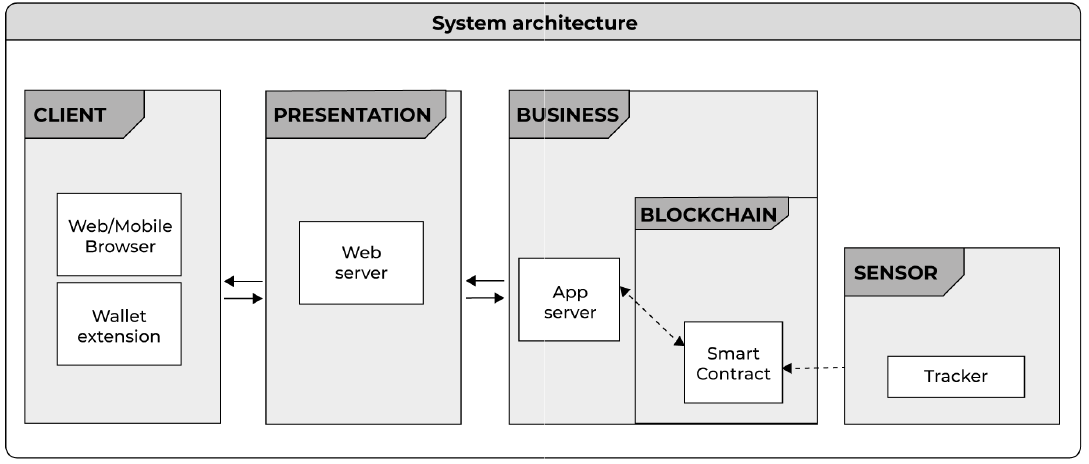 System architecture
CLIENT
Web/Mobile
Browser
Wallet
extension
PRESENTATION
Web
server
BUSINESS
App
server
BLOCKCHAIN
Smart
Contract
SENSOR
Tracker